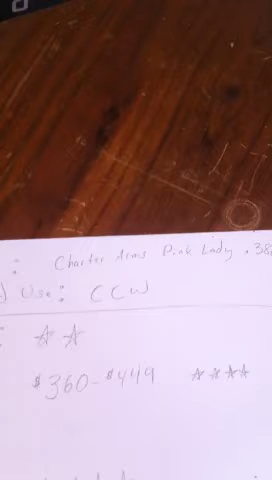 : Charter Arms Pink Lady .38
) Use: CCW
: ☆ ☆
$360-$449 ☆☆☆☆